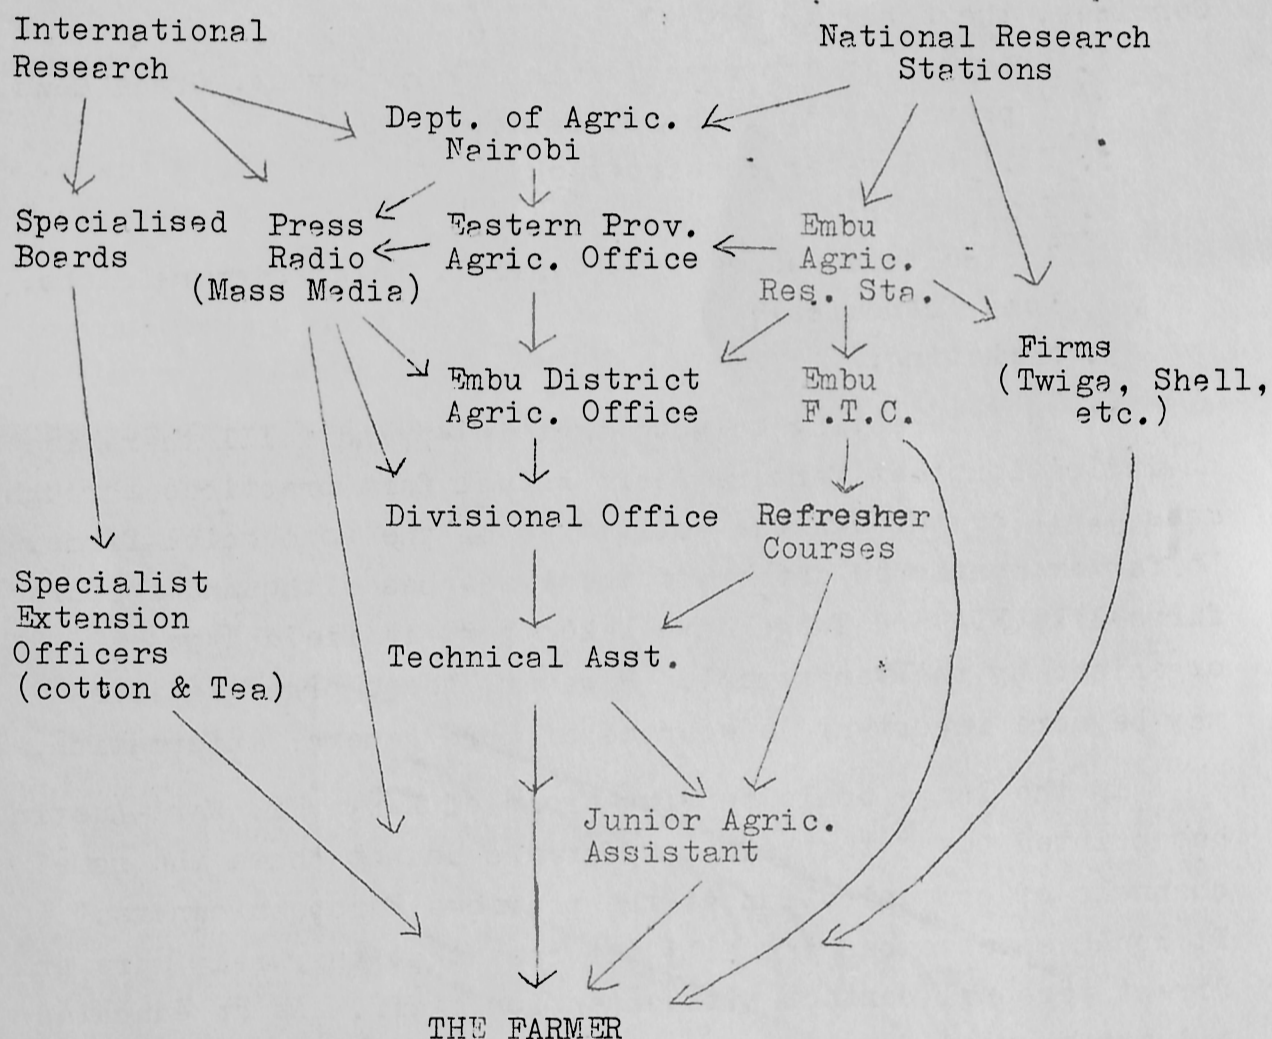 International
Research
National Research
Stations
Dept. of Agric.
Nairobi
Specialised
Boards
Press
Radio
(Mass Media)
Eastern Prov.
Agric. Office
Embu
Agric.
Res. Sta.
Firms
(Twiga, Shell,
etc.)
Embu District
Agric. Office
Embu
F.T.C.
Divisional Office
Refresher
Courses
Specialist
Extension
Officers
(cotton & Tea)
Technical Asst.
Junior Agric.
Assistant
THE FARMER